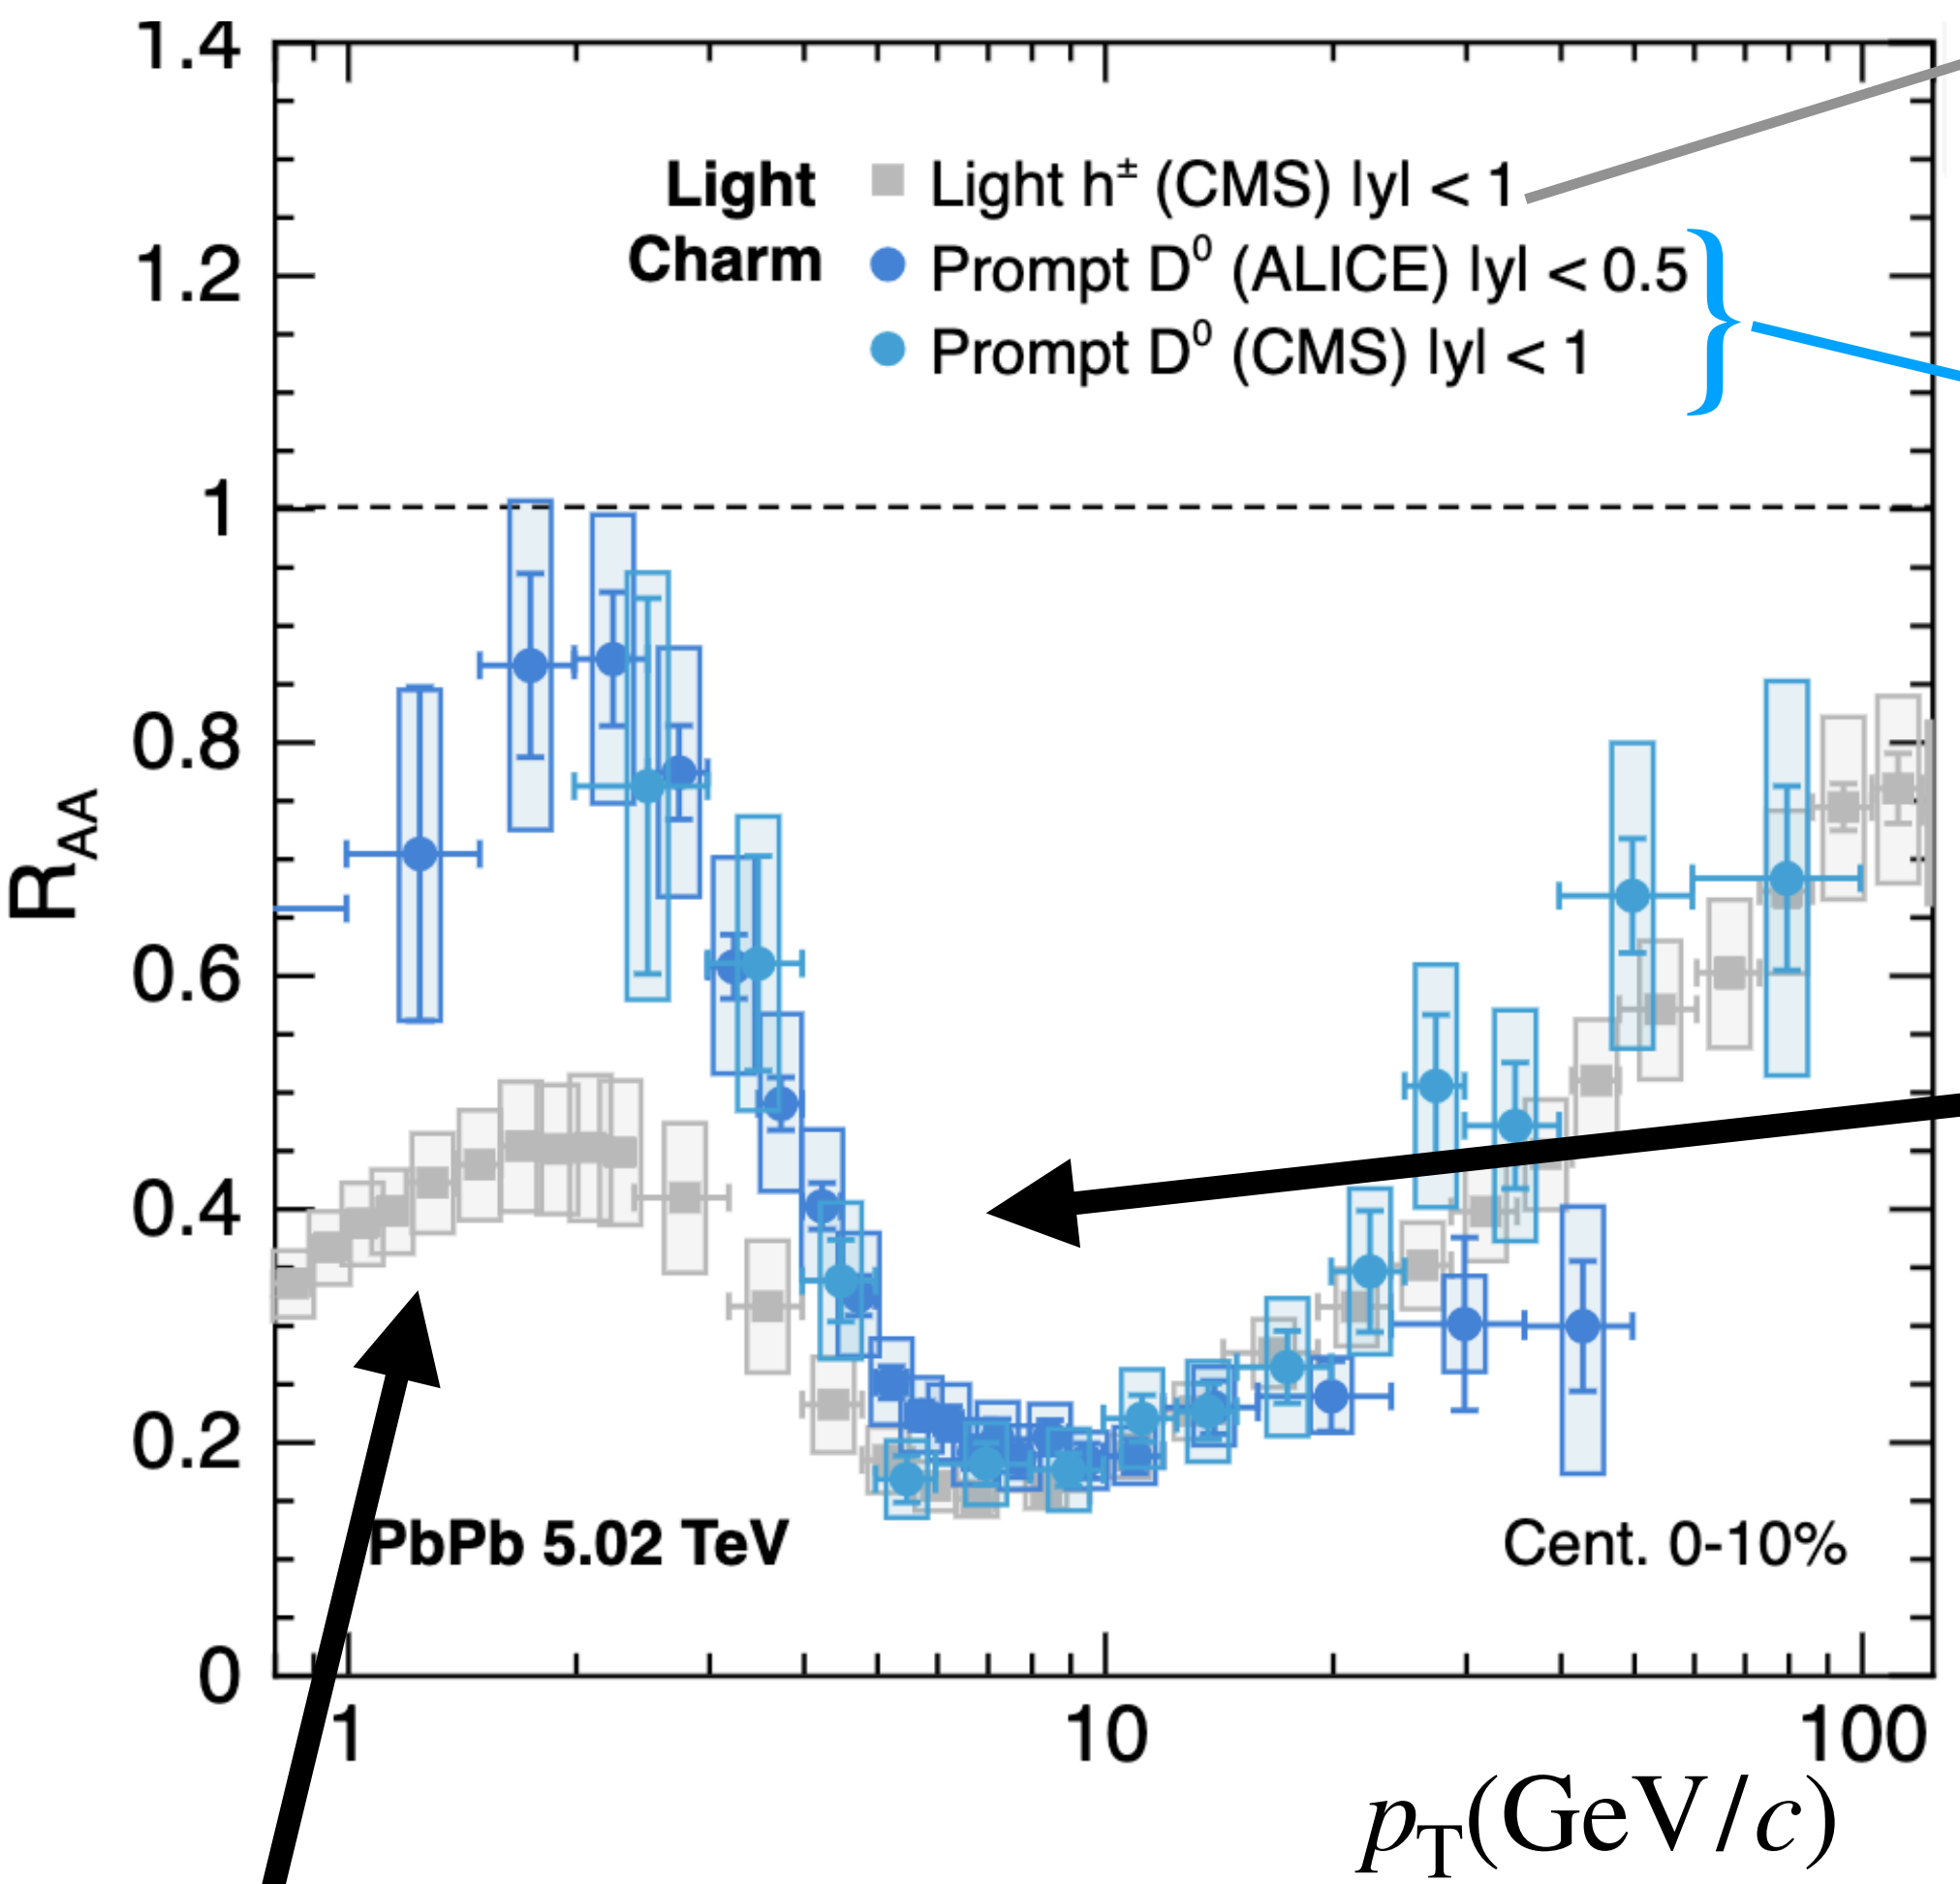 1.4
Light Light h± (CMS) |y| < 1
Charm Prompt D⁰ (ALICE) |y| < 0.5
Prompt D⁰ (CMS) |y| < 1
1.2
1
0.8
R_AA
0.6
0.4
0.2
PbPb 5.02 TeV Cent. 0-10%
0
1 10 100
p_T(GeV/c)